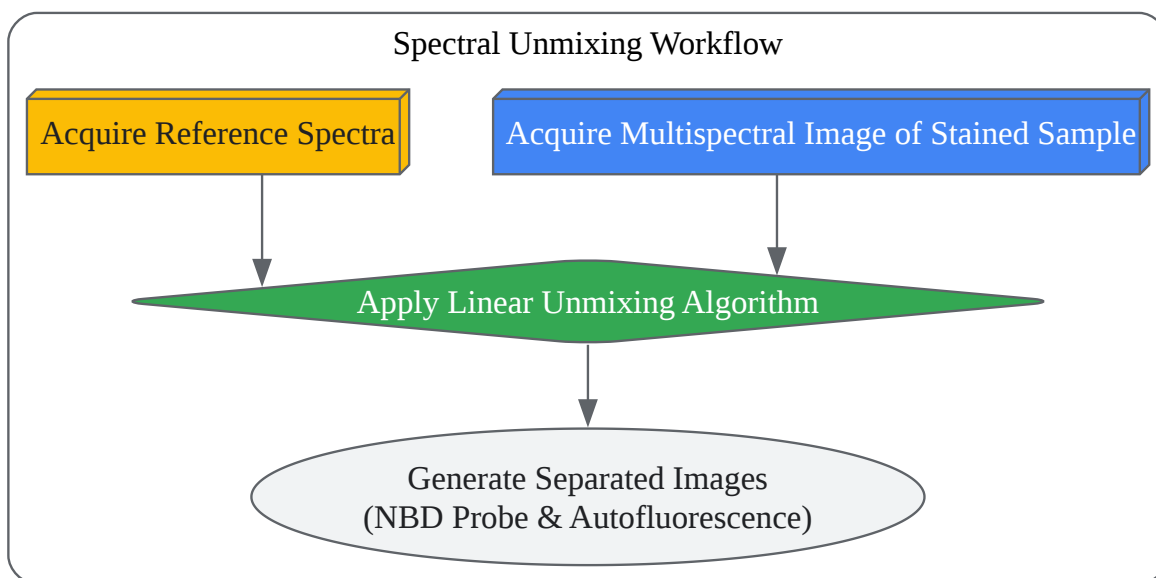 Spectral Unmixing Workflow
Acquire Reference Spectra
Acquire Multispectral Image of Stained Sample
Apply Linear Unmixing Algorithm
Generate Separated Images
(NBD Probe & Autofluorescence)